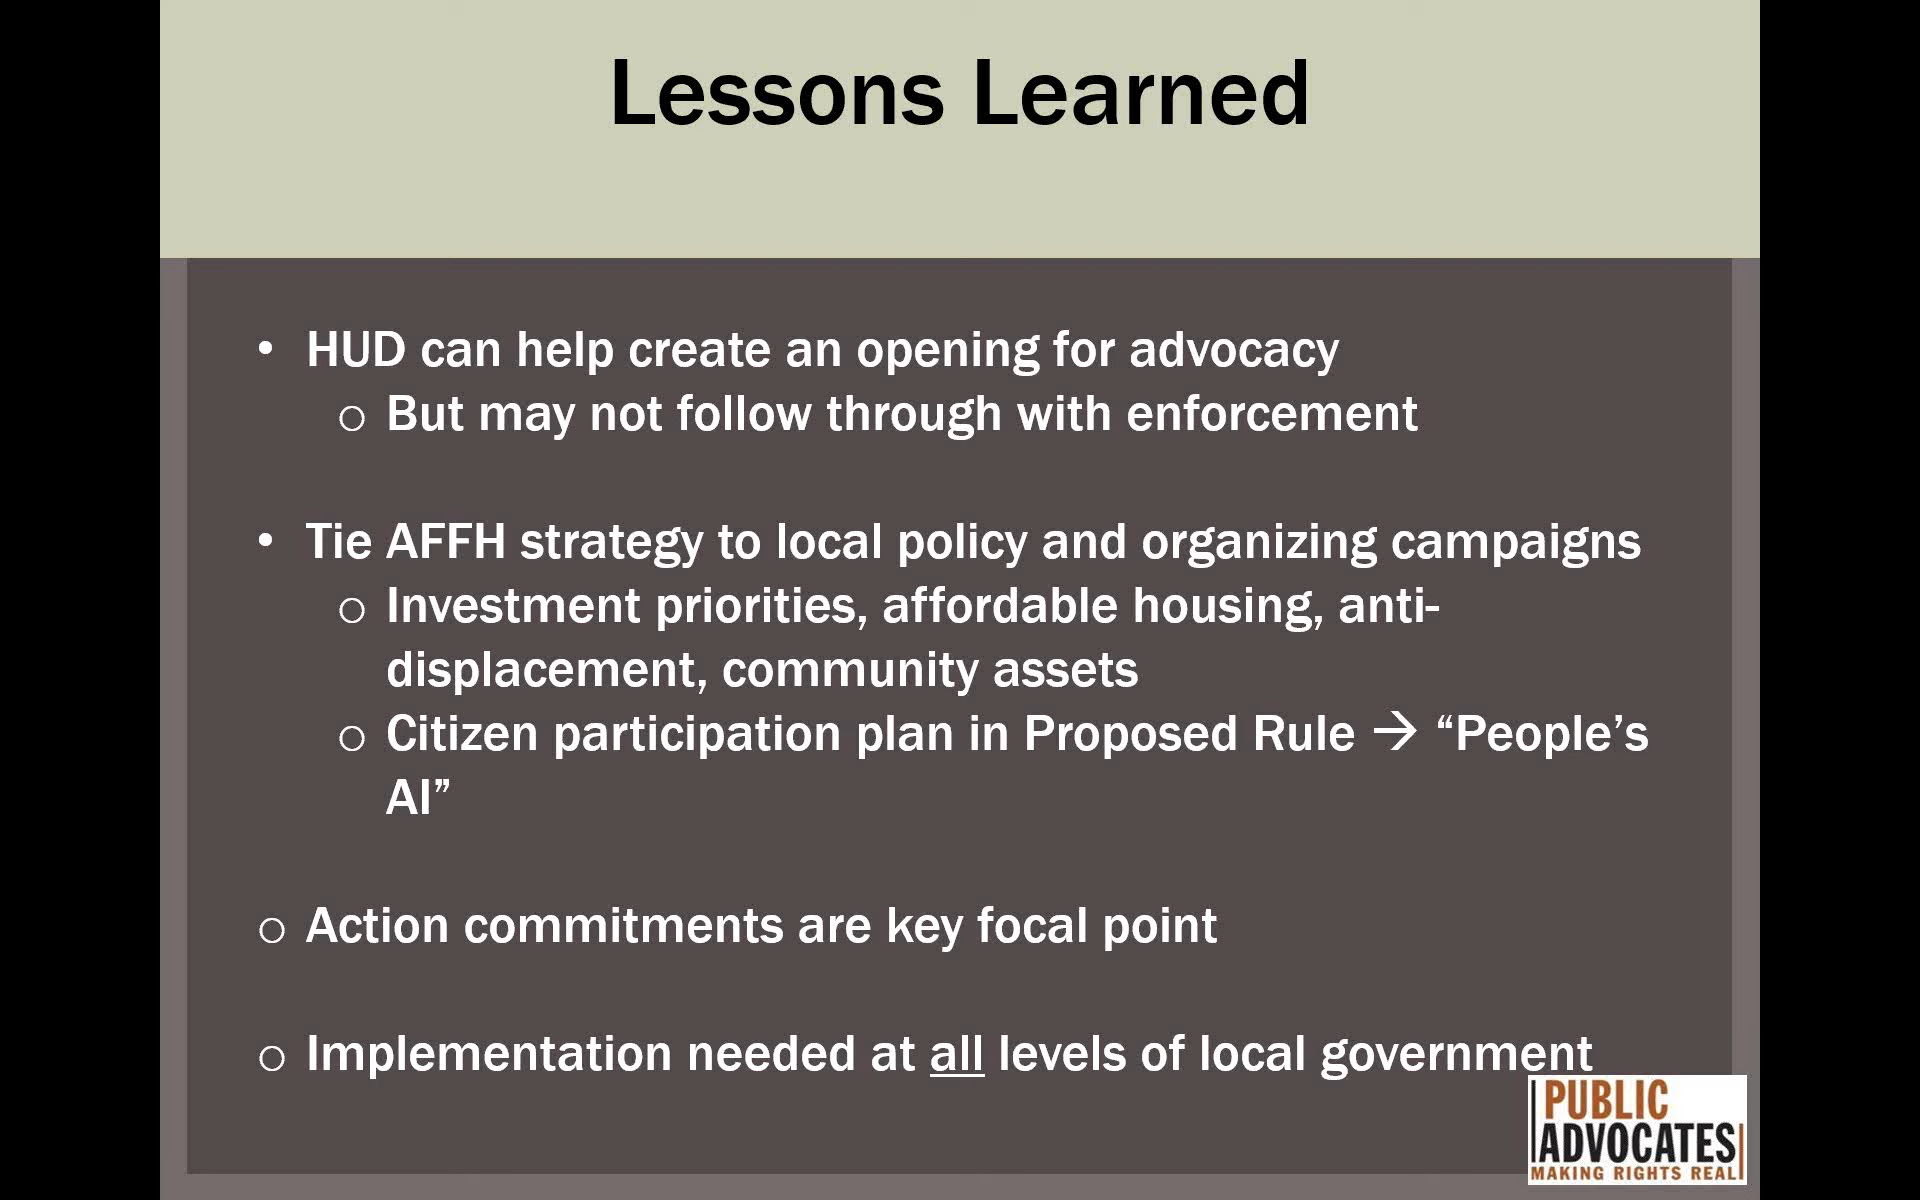 Lessons Learned
• HUD can help create an opening for advocacy
o But may not follow through with enforcement
• Tie AFFH strategy to local policy and organizing campaigns
o Investment priorities, affordable housing, anti-
displacement, community assets
o Citizen participation plan in Proposed Rule → “People’s
AI”
o Action commitments are key focal point
o Implementation needed at all levels of local government
PUBLIC
ADVOCATES
MAKING RIGHTS REAL